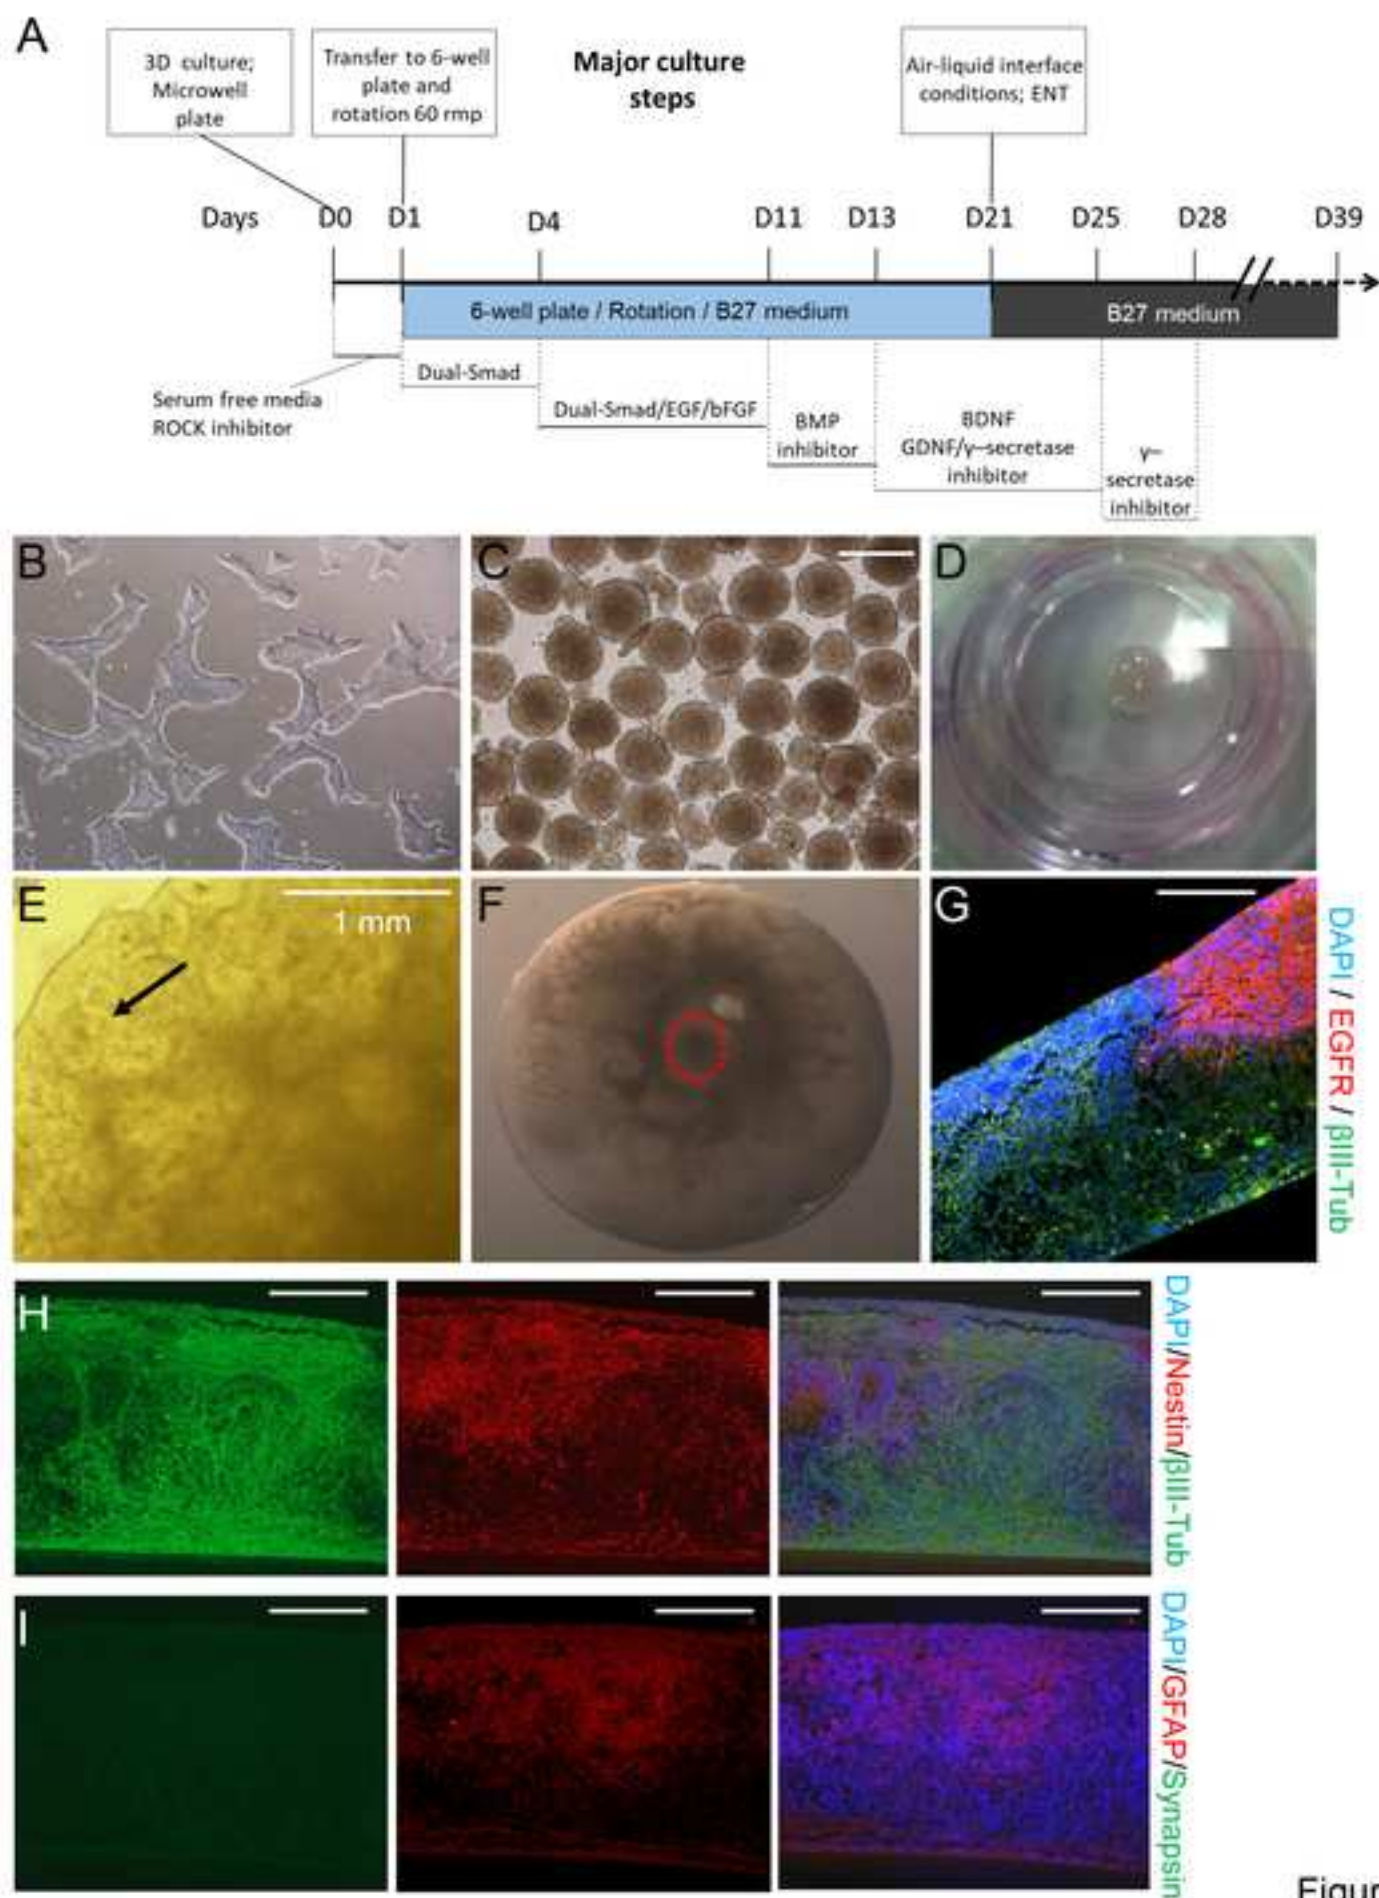 A
3D culture;
Microwell
plate
Transfer to 6-well
plate and
rotation 60 rmp
Major culture
steps
Air-liquid interface
conditions; ENT
Days D0 D1 D4 D11 D13 D21 D25 D28 D39
6-well plate / Rotation / B27 medium
B27 medium
Serum free media
ROCK inhibitor
Dual-Smad
Dual-Smad/EGF/bFGF
BMP
inhibitor
BDNF
GDNF/γ–secretase
inhibitor
γ–
secretase
inhibitor
B
C
D
E
1 mm
F
G
DAPI / EGFR / βIII-Tub
H
DAPI/Nestin/βIII-Tub
I
DAPI/GFAP/Synapsin
Figur